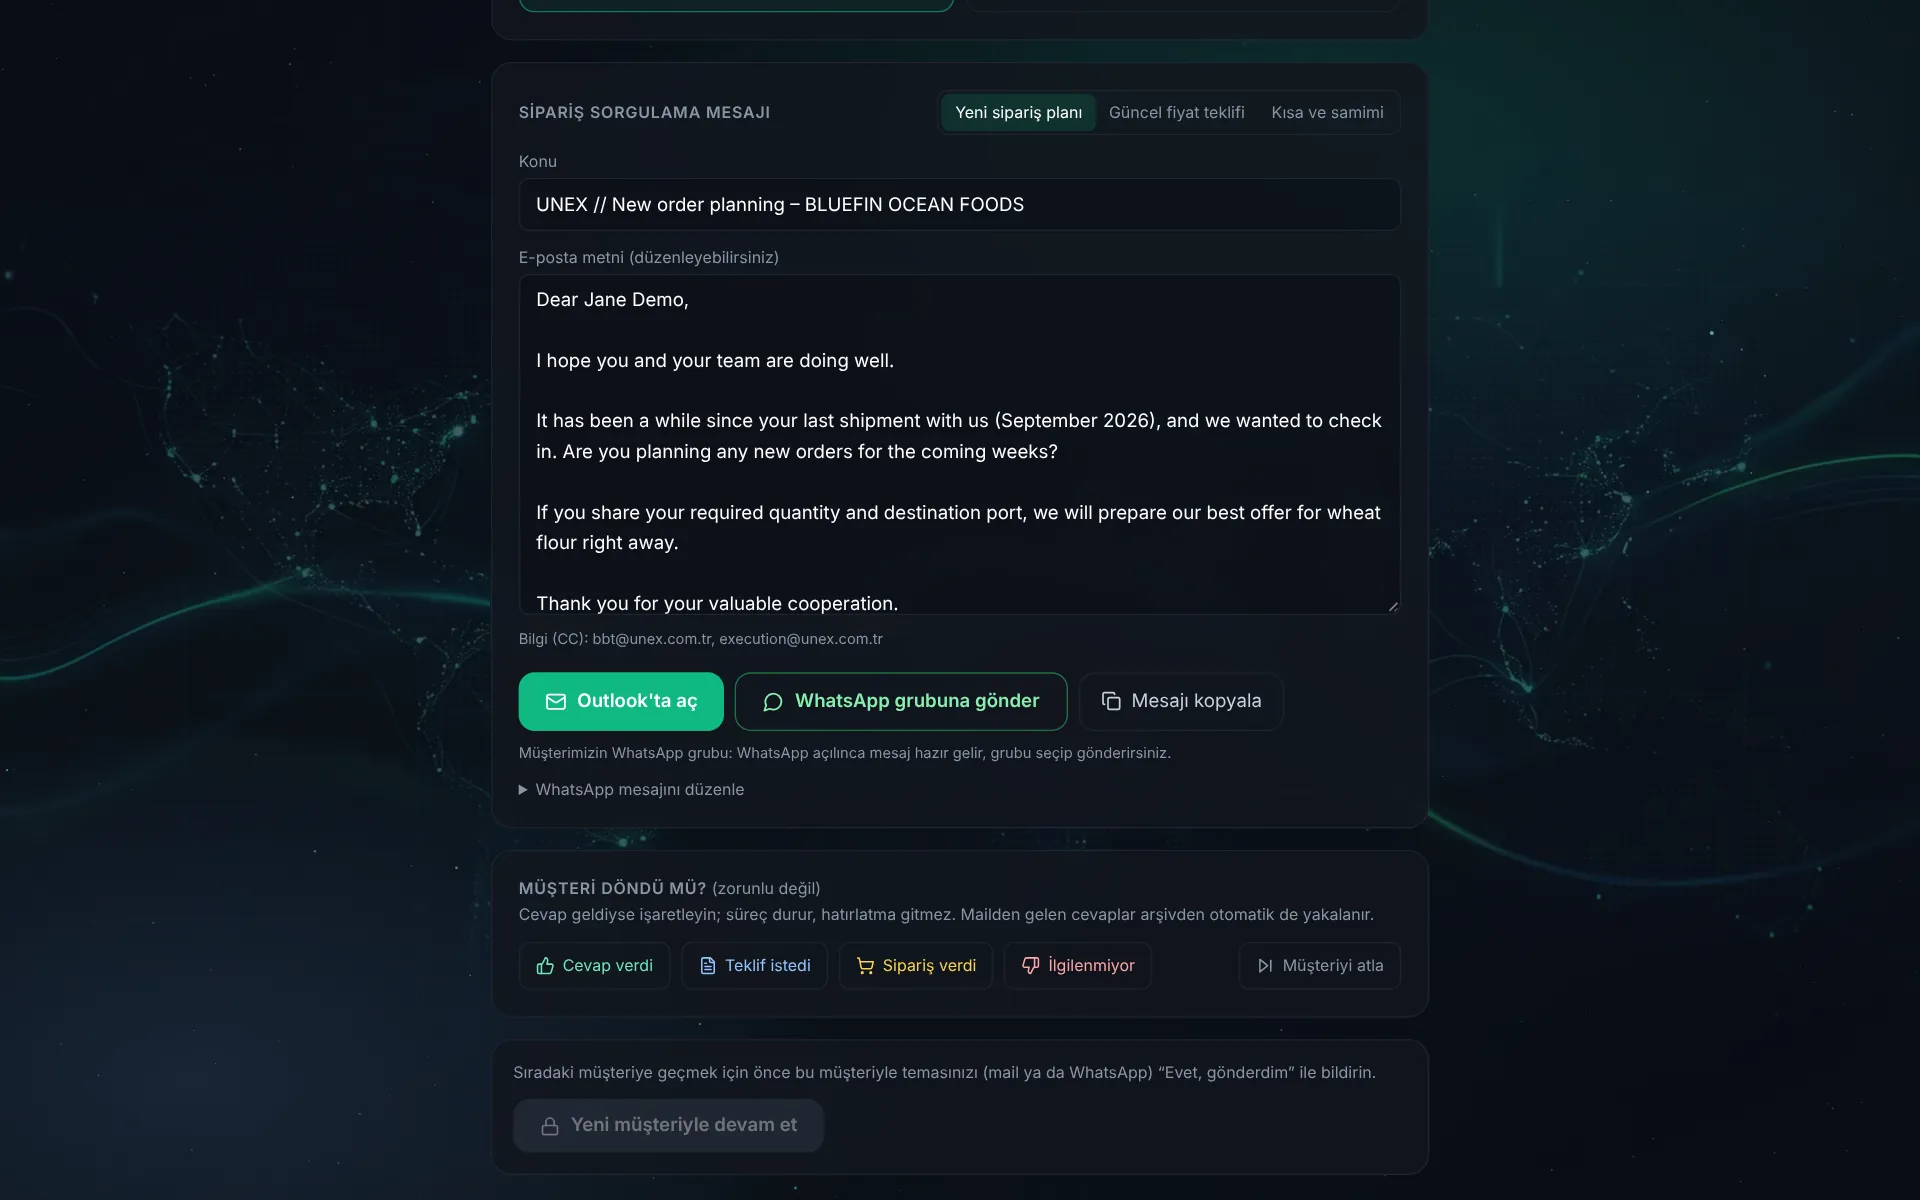 SİPARİŞ SORGULAMA MESAJI
Yeni sipariş planı
Güncel fiyat teklifi
Kısa ve samimi
Konu
UNEX // New order planning – BLUEFIN OCEAN FOODS
E-posta metni (düzenleyebilirsiniz)
Dear Jane Demo,
I hope you and your team are doing well.
It has been a while since your last shipment with us (September 2026), and we wanted to check
in. Are you planning any new orders for the coming weeks?
If you share your required quantity and destination port, we will prepare our best offer for wheat
flour right away.
Thank you for your valuable cooperation.
Bilgi (CC): bbt@unex.com.tr, execution@unex.com.tr
Outlook'ta aç
WhatsApp grubuna gönder
Mesajı kopyala
Müşterimizin WhatsApp grubu: WhatsApp açılınca mesaj hazır gelir, grubu seçip gönderirsiniz.
WhatsApp mesajını düzenle
MÜŞTERİ DÖNDÜ MÜ? (zorunlu değil)
Cevap geldiyse işaretleyin; süreç durur, hatırlatma gitmez. Mailden gelen cevaplar arşivden otomatik de yakalanır.
Cevap verdi
Teklif istedi
Sipariş verdi
İlgilenmiyor
Müşteriyi atla
Sıradaki müşteriye geçmek için önce bu müşteriyle temasınızı (mail ya da WhatsApp) “Evet, gönderdim” ile bildirin.
Yeni müşteriyle devam et